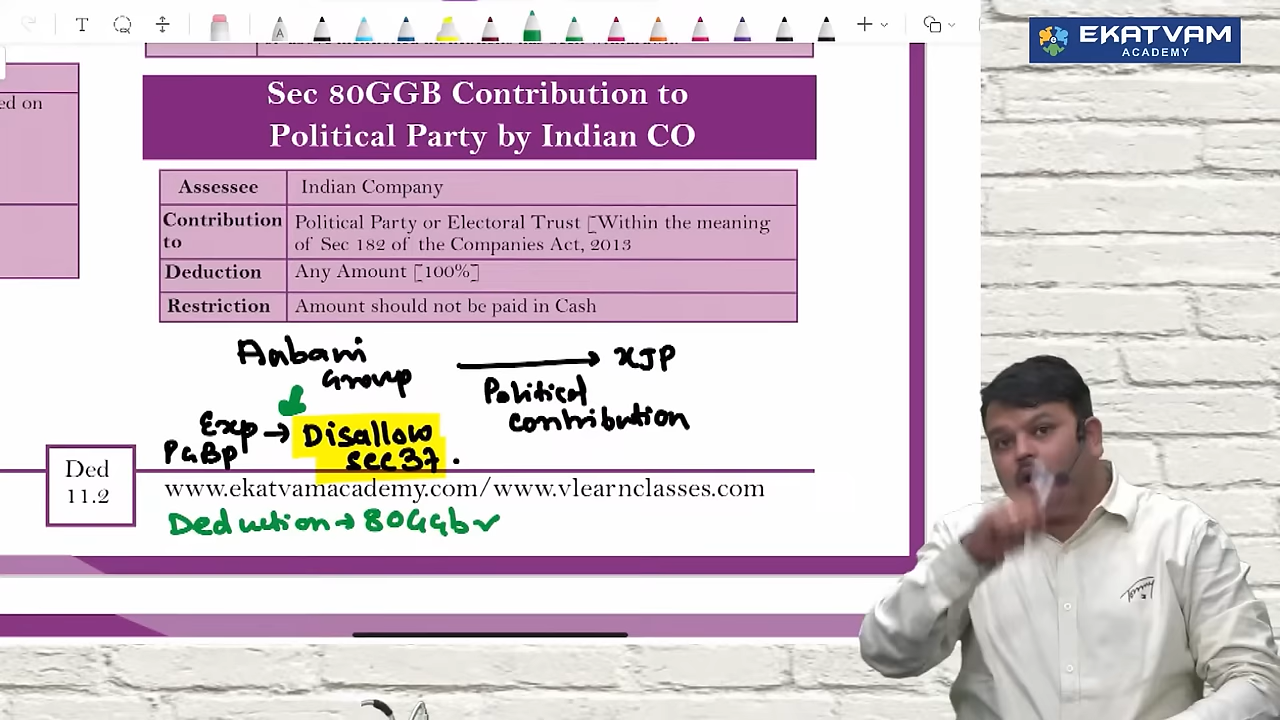 T
A
EKATVAM
ACADEMY
ed on
Sec 80GGB Contribution to
Political Party by Indian CO
Assessee
Indian Company
Contribution
to
Political Party or Electoral Trust [Within the meaning
of Sec 182 of the Companies Act, 2013
Deduction
Any Amount [100%]
Restriction
Amount should not be paid in Cash
Anbani
Group
Political
contribution
XJP
Exp →
PGBP
Disallow
Sec 37.
Ded
11.2
www.ekatvamacademy.com/www.vlearnclasses.com
Deduction → 80GGb